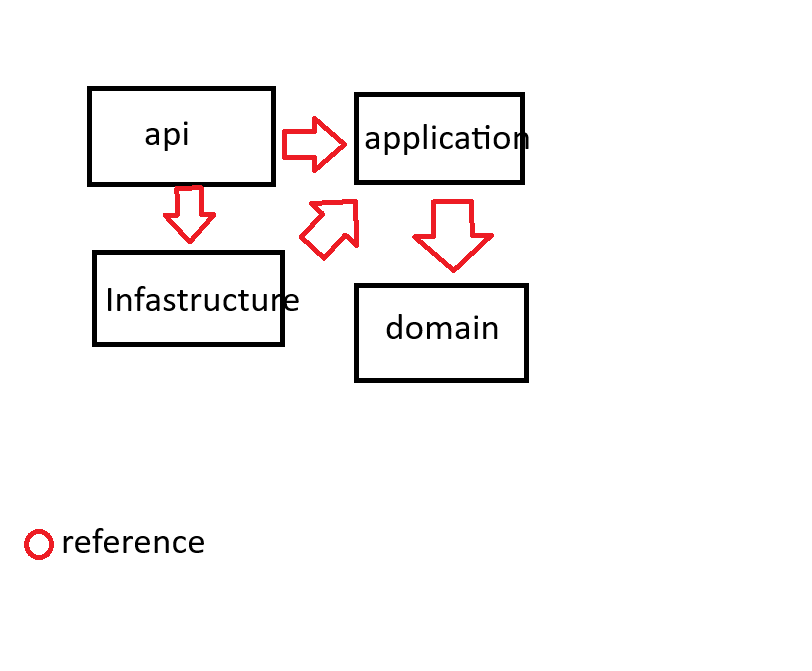 api
application
Infastructure
domain
reference